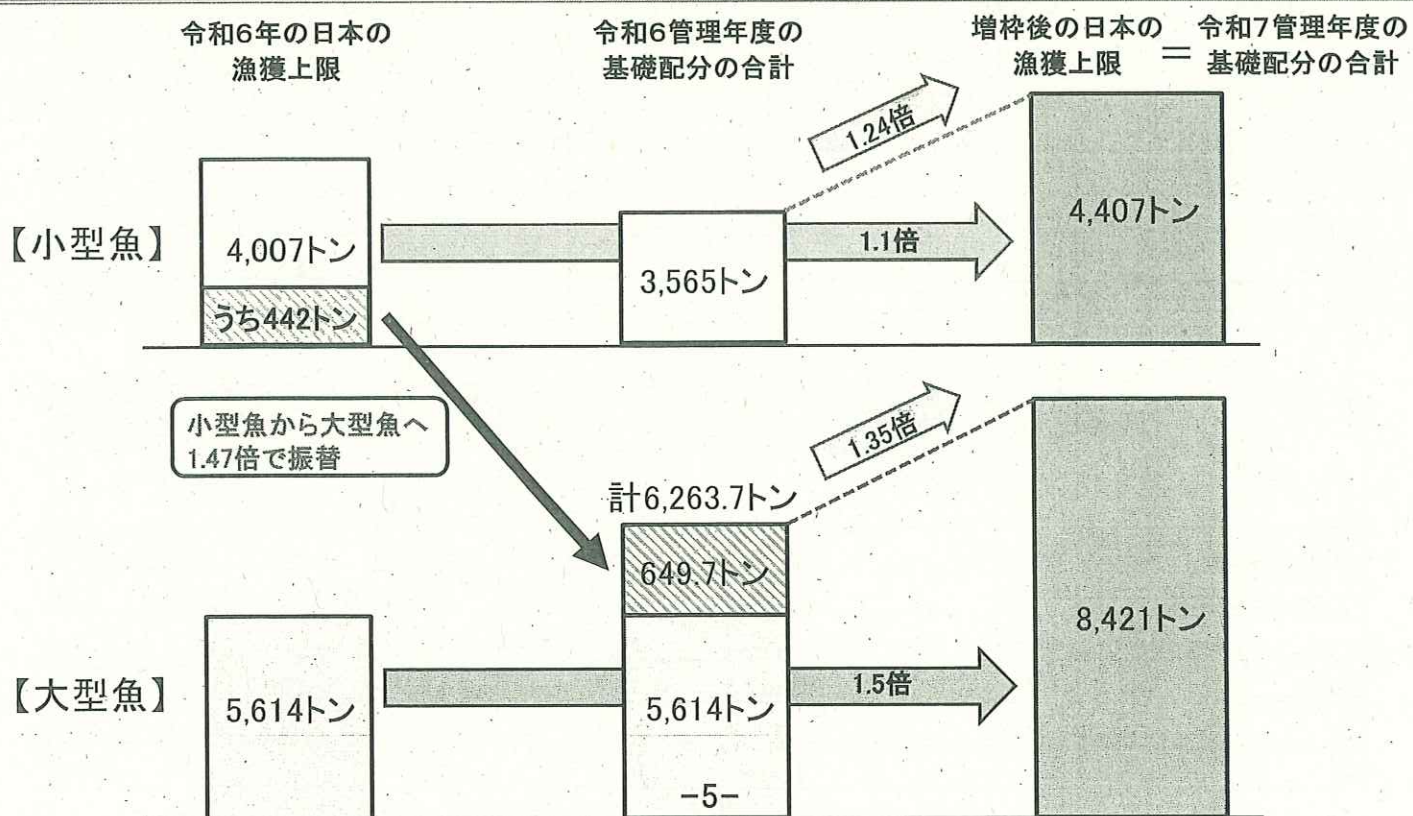 令和6年の日本の
漁獲上限
令和6管理年度の
基礎配分の合計
増枠後の日本の
漁獲上限
＝
令和7管理年度の
基礎配分の合計
【小型魚】
4,007トン
うち442トン
3,565トン
1.24倍
1.1倍
4,407トン
小型魚から大型魚へ
1.47倍で振替
計6,263.7トン
649.7トン
1.35倍
【大型魚】
5,614トン
5,614トン
1.5倍
8,421トン
-5-